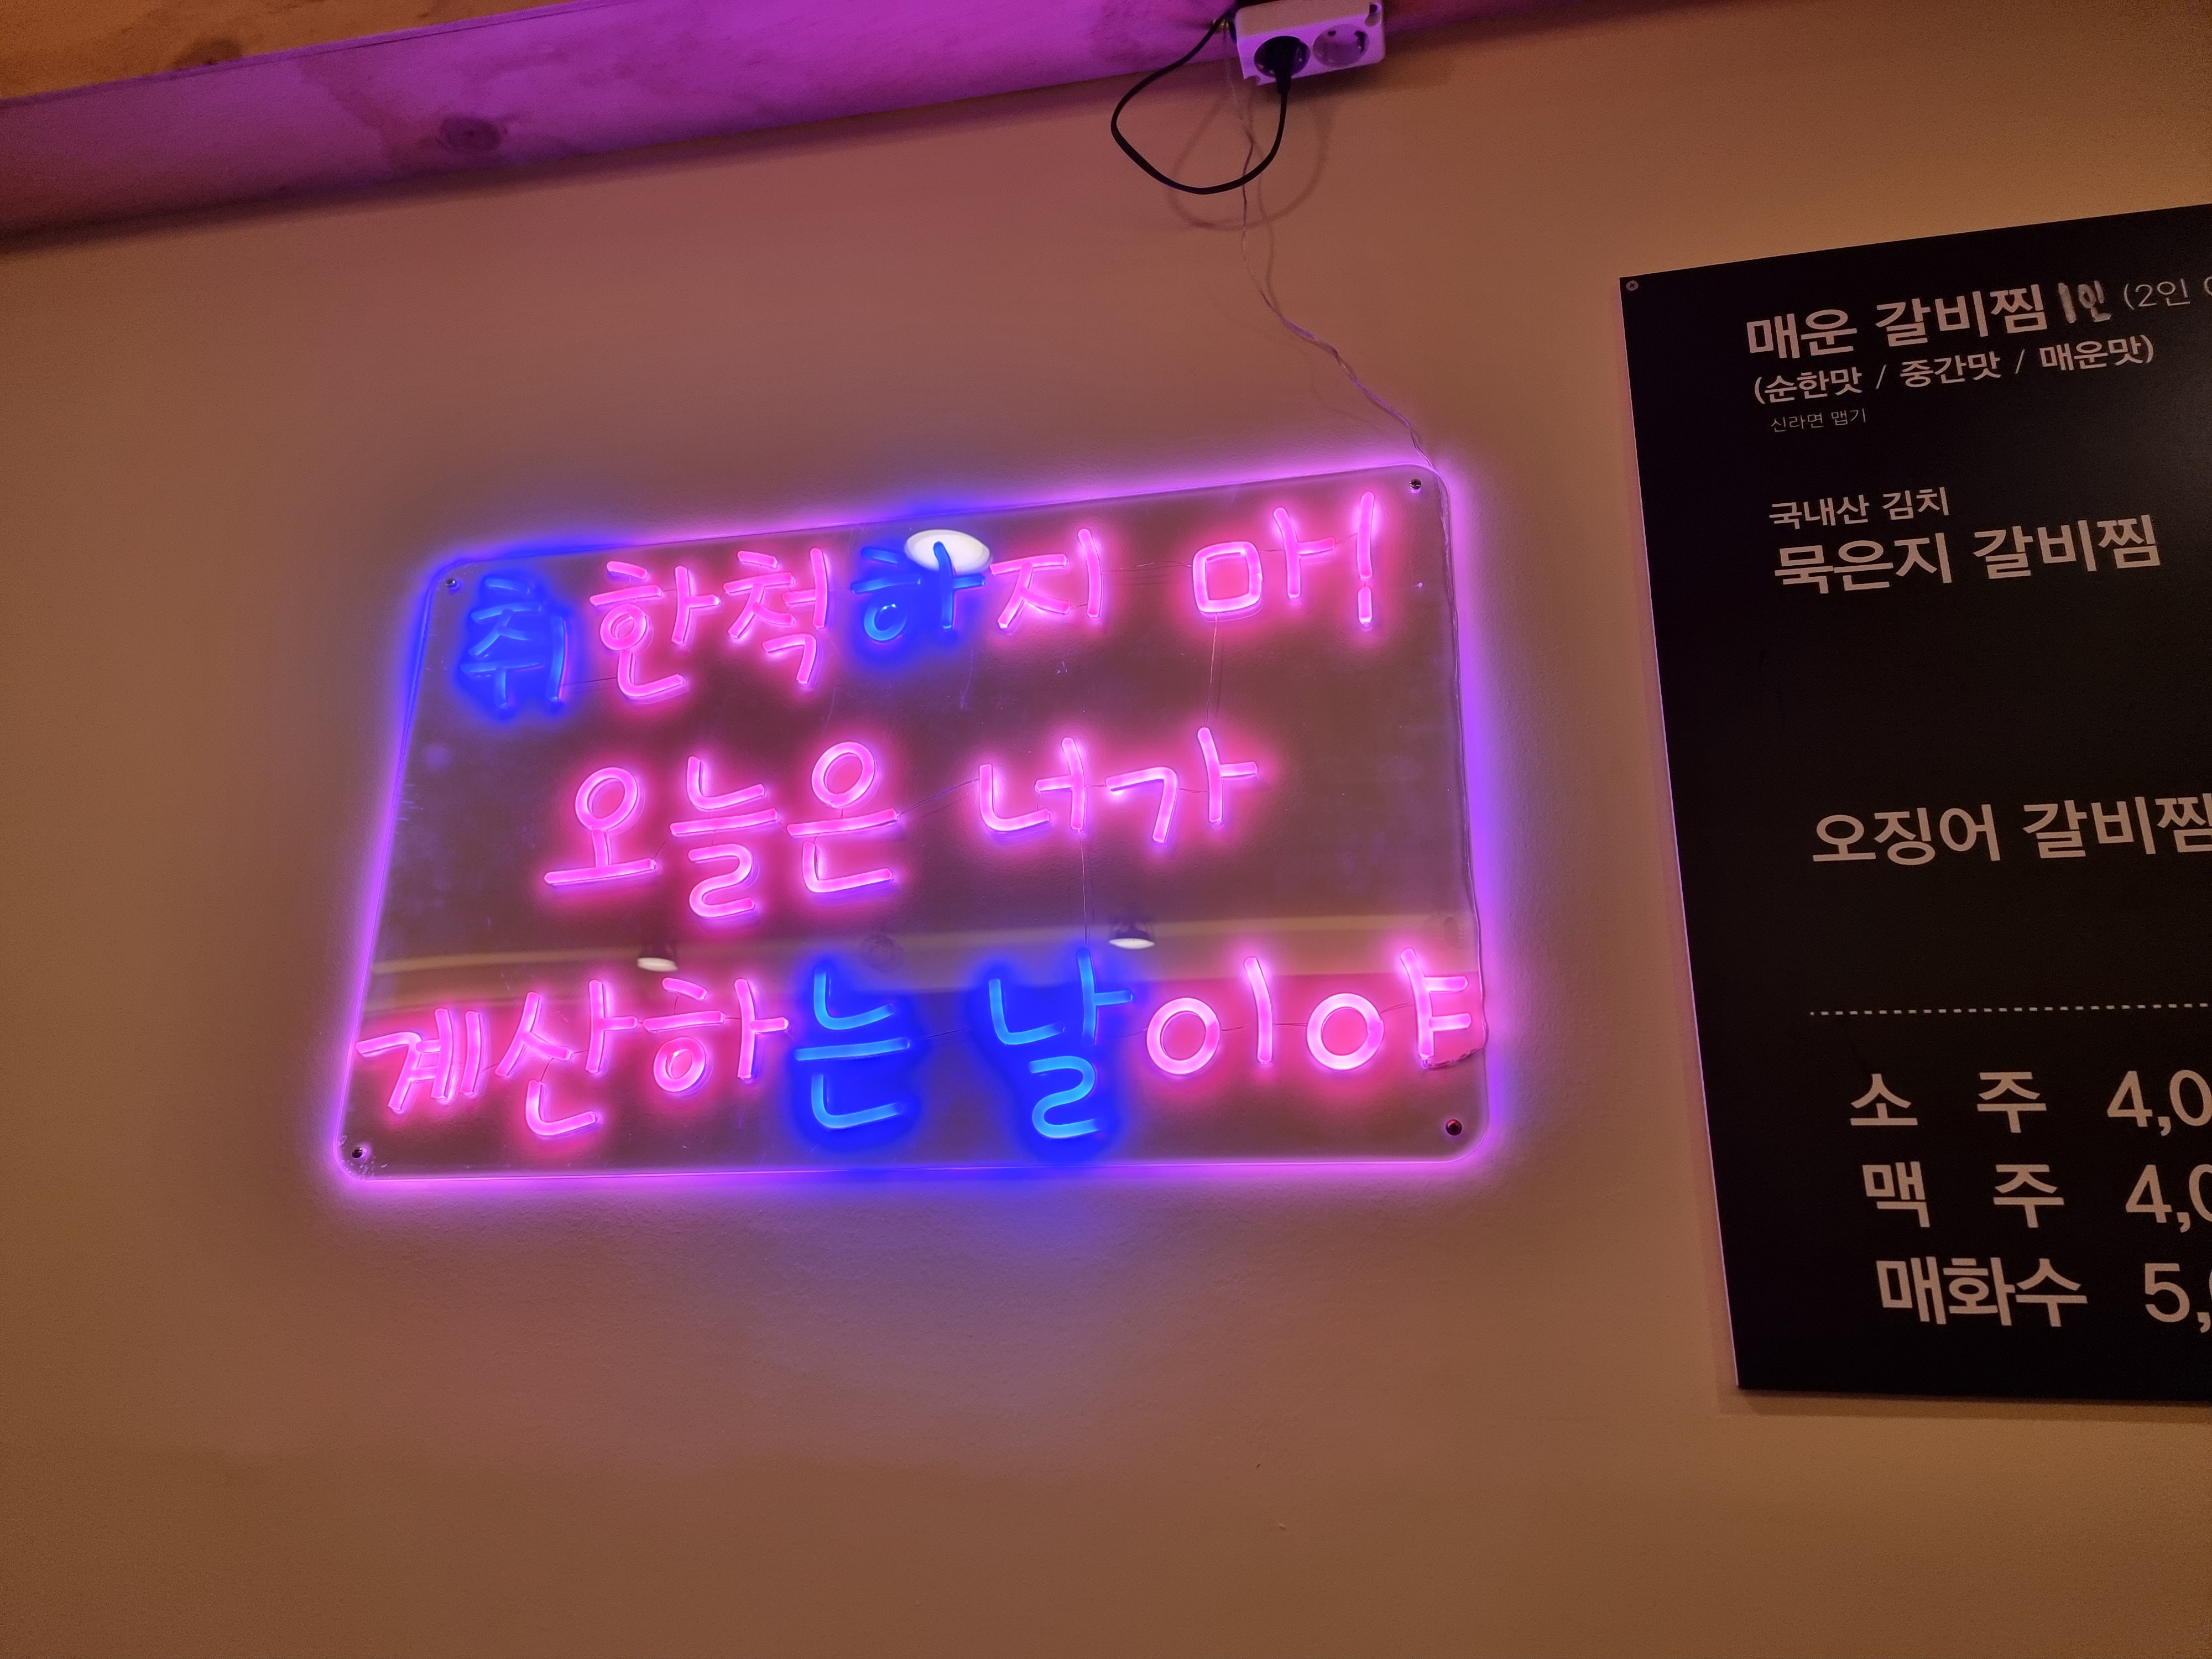 취한척하지 마!
오늘은 너가
계산하는 날이야
매운 갈비찜 1인 (2인
(순한맛 / 중간맛 / 매운맛)
신라면 맵기
국내산 김치
묵은지 갈비찜
오징어 갈비찜
소 주 4,0
맥 주 4,0
매화수 5,